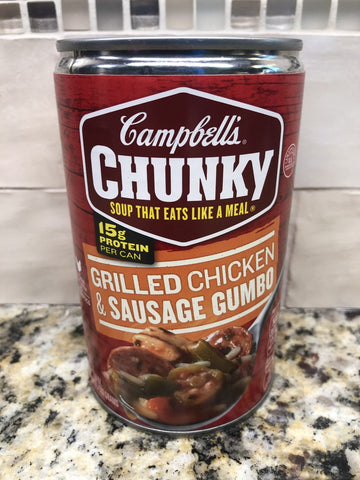 Campbell's®
CHUNKY
SOUP THAT EATS LIKE A MEAL®
15g
PROTEIN
PER CAN
GRILLED CHICKEN
& SAUSAGE GUMBO